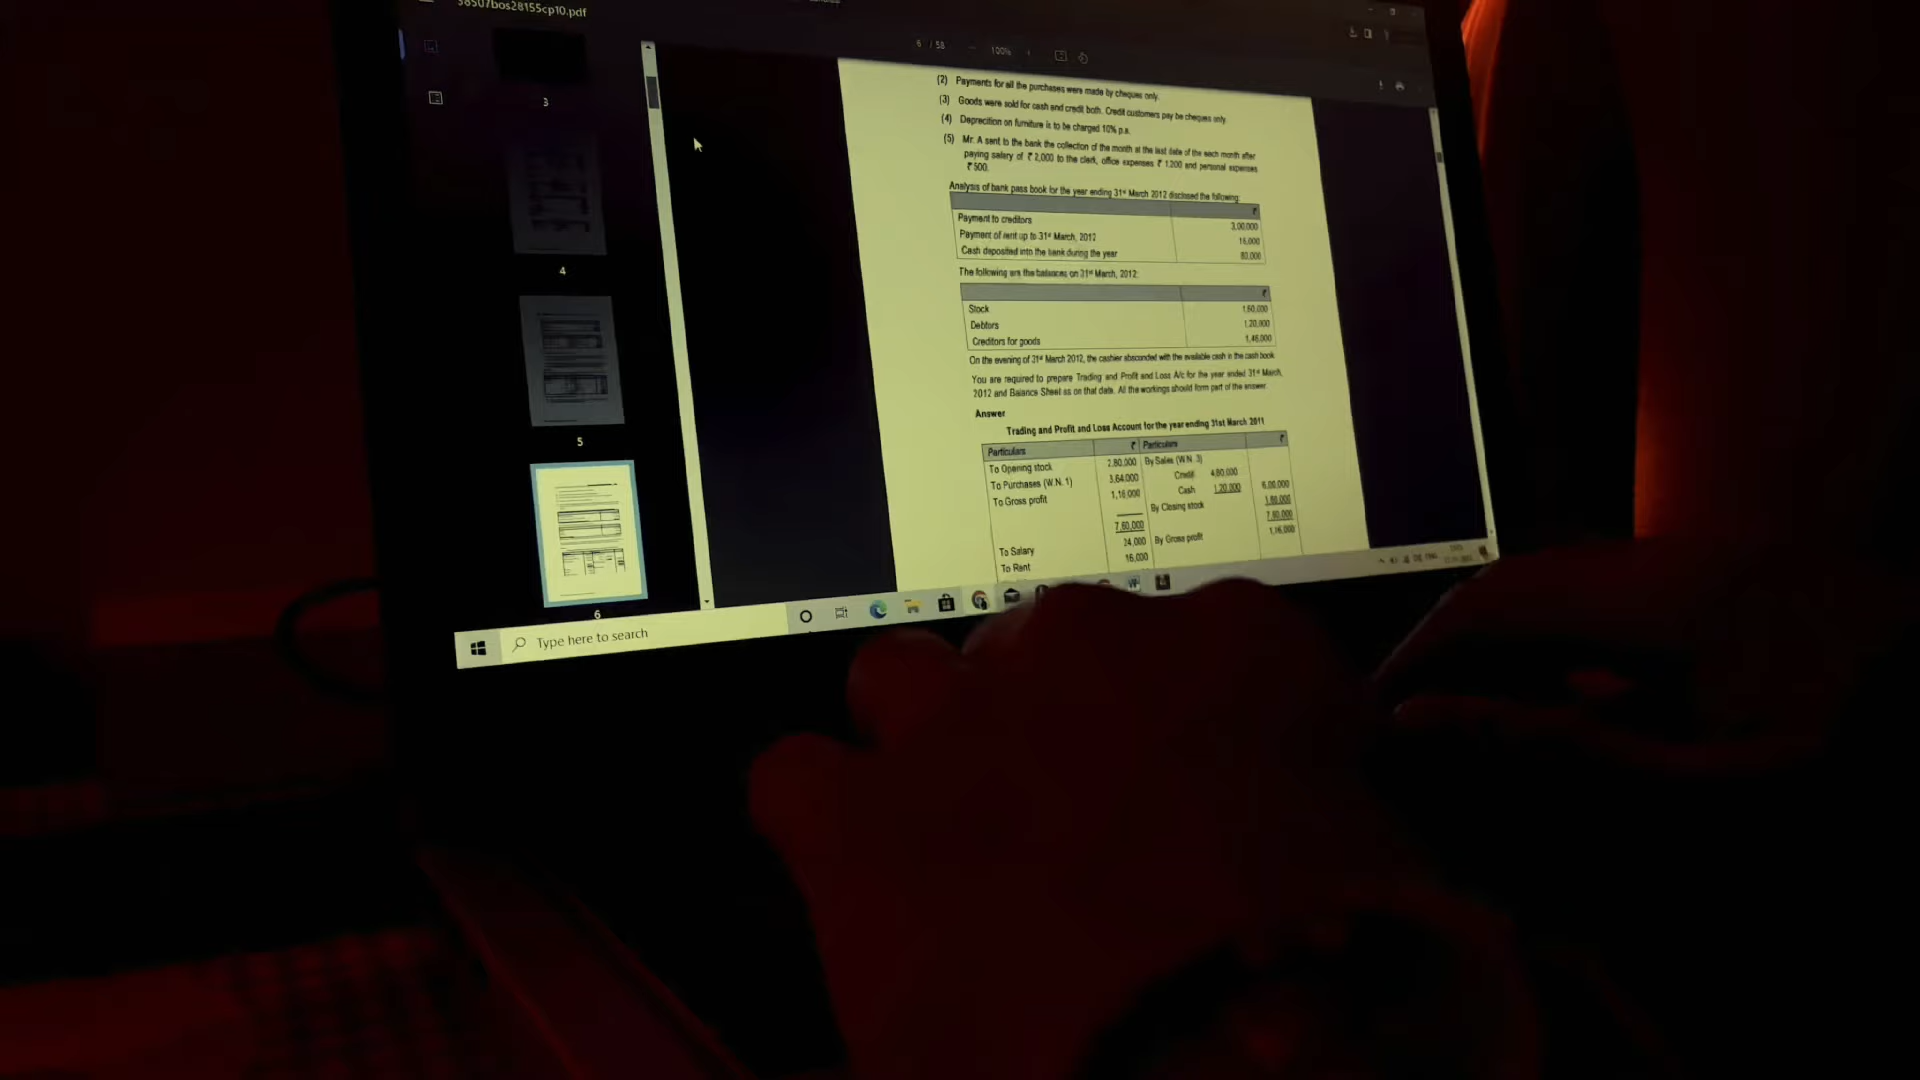 38507bos28155cp10.pdf
6 / 58
100%
3
4
5
6
(2) Payments for all the purchases were made by cheques only.
(3) Goods were sold for cash and credit both. Credit customers pay be cheques only.
(4) Deprecition on furniture is to be charged 10% p.a.
(5) Mr. A sent to the bank the collection of the month at the last date of the each month after
paying salary of ₹ 2,000 to the clerk, office expenses ₹ 1,200 and personal expenses
₹ 500.
Analysis of bank pass book for the year ending 31st March 2012 disclosed the following:
₹
Payment to creditors 3,00,000
Payment of rent up to 31st March, 2012 16,000
Cash deposited into the bank during the year 80,000
The following are the balances on 31st March, 2012:
₹
Stock 1,60,000
Debtors 1,20,000
Creditors for goods 1,46,000
On the evening of 31st March 2012, the cashier absconded with the available cash in the cash book.
You are required to prepare Trading and Profit and Loss A/c for the year ended 31st March,
2012 and Balance Sheet as on that date. All the workings should form part of the answer.
Answer
Trading and Profit and Loss Account for the year ending 31st March 2011
Particulars ₹ Particulars ₹
To Opening stock 2,80,000 By Sales (W.N. 3)
To Purchases (W.N. 1) 3,64,000 Credit 4,80,000
To Gross profit 1,16,000 Cash 1,20,000 6,00,000
By Closing stock 1,60,000
7,60,000 7,60,000
To Salary 24,000 By Gross profit 1,16,000
To Rent 16,000
Type here to search